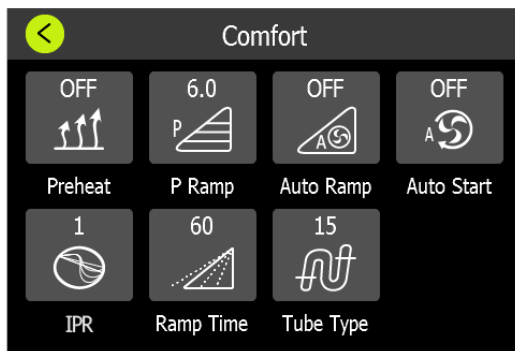 Comfort
OFF 6.0 OFF OFF
P A A
Preheat P Ramp Auto Ramp Auto Start
1 60 15
IPR Ramp Time Tube Type